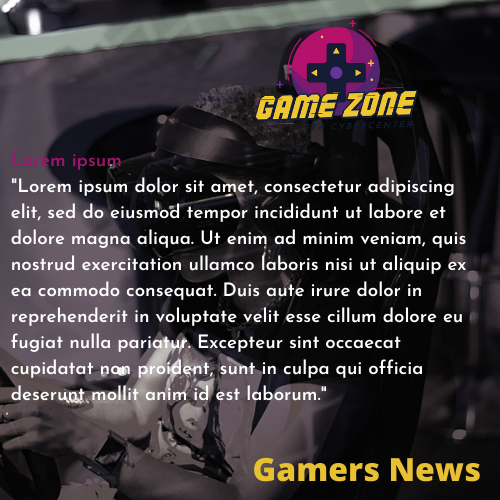 GAME ZONE
CYBERCENTER
Lorem ipsum
"Lorem ipsum dolor sit amet, consectetur adipiscing
elit, sed do eiusmod tempor incididunt ut labore et
dolore magna aliqua. Ut enim ad minim veniam, quis
nostrud exercitation ullamco laboris nisi ut aliquip ex
ea commodo consequat. Duis aute irure dolor in
reprehenderit in voluptate velit esse cillum dolore eu
fugiat nulla pariatur. Excepteur sint occaecat
cupidatat non proident, sunt in culpa qui officia
deserunt mollit anim id est laborum."
Gamers News